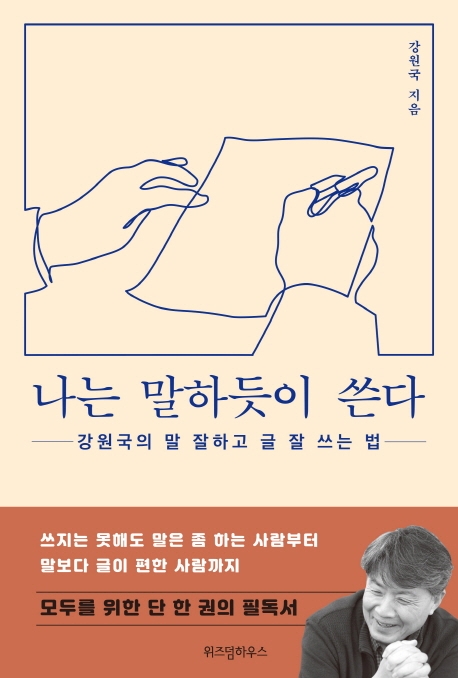 강원국 지음
나는 말하듯이 쓴다
강원국의 말 잘하고 글 잘 쓰는 법
쓰지는 못해도 말은 좀 하는 사람부터
말보다 글이 편한 사람까지
모두를 위한 단 한 권의 필독서
위즈덤하우스